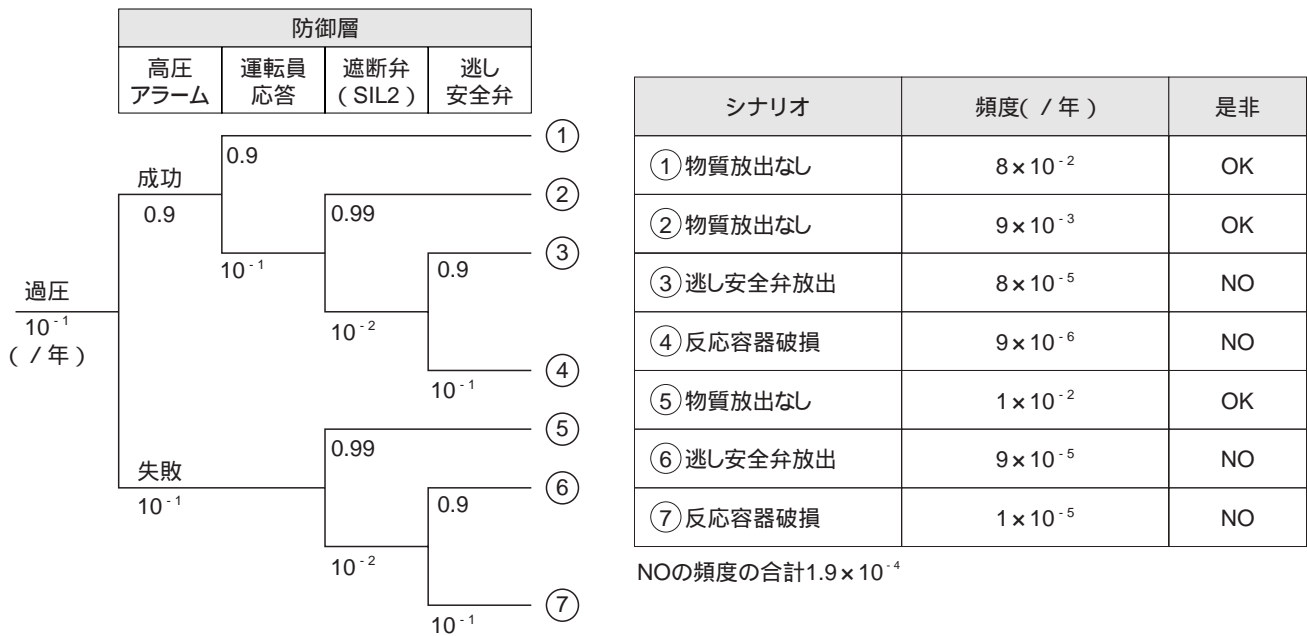 防御層
高圧
アラーム
運転員
応答
遮断弁
( SIL2 )
逃し
安全弁
過圧
10⁻¹
( /年 )
成功
0.9
失敗
10⁻¹
0.9
10⁻¹
0.99
10⁻²
0.9
10⁻¹
0.99
10⁻²
0.9
10⁻¹
①
②
③
④
⑤
⑥
⑦
シナリオ 頻度( /年 ) 是非
①物質放出なし 8×10⁻² OK
②物質放出なし 9×10⁻³ OK
③逃し安全弁放出 8×10⁻⁵ NO
④反応容器破損 9×10⁻⁶ NO
⑤物質放出なし 1×10⁻² OK
⑥逃し安全弁放出 9×10⁻⁵ NO
⑦反応容器破損 1×10⁻⁵ NO
NOの頻度の合計1.9×10⁻⁴